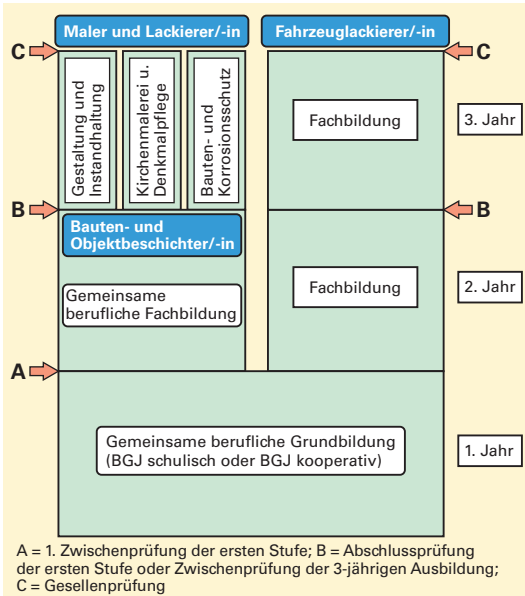 Maler und Lackierer/-in
Fahrzeuglackierer/-in
C
C
Gestaltung und
Instandhaltung
Kirchenmalerei u.
Denkmalpflege
Bauten- und
Korrosionsschutz
Fachbildung
3. Jahr
B
B
Bauten- und
Objektbeschichter/-in
Gemeinsame
berufliche Fachbildung
Fachbildung
2. Jahr
A
Gemeinsame berufliche Grundbildung
(BGJ schulisch oder BGJ kooperativ)
1. Jahr
A = 1. Zwischenprüfung der ersten Stufe; B = Abschlussprüfung
der ersten Stufe oder Zwischenprüfung der 3-jährigen Ausbildung;
C = Gesellenprüfung